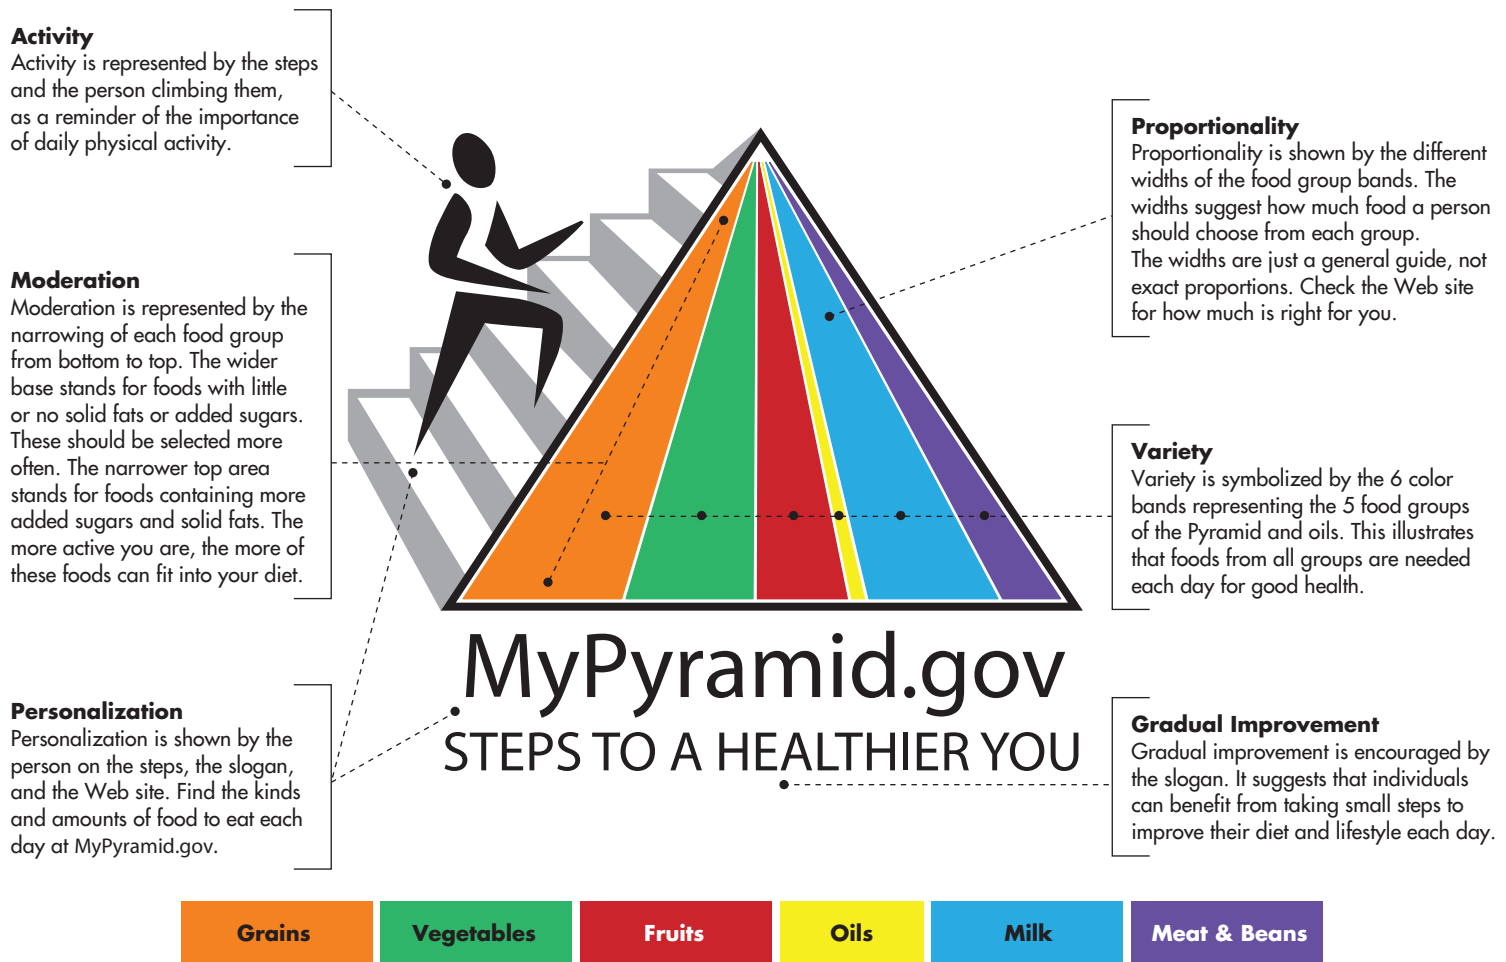 Activity
Activity is represented by the steps
and the person climbing them,
as a reminder of the importance
of daily physical activity.
Moderation
Moderation is represented by the
narrowing of each food group
from bottom to top. The wider
base stands for foods with little
or no solid fats or added sugars.
These should be selected more
often. The narrower top area
stands for foods containing more
added sugars and solid fats. The
more active you are, the more of
these foods can fit into your diet.
Personalization
Personalization is shown by the
person on the steps, the slogan,
and the Web site. Find the kinds
and amounts of food to eat each
day at MyPyramid.gov.
MyPyramid.gov
STEPS TO A HEALTHIER YOU
Proportionality
Proportionality is shown by the different
widths of the food group bands. The
widths suggest how much food a person
should choose from each group.
The widths are just a general guide, not
exact proportions. Check the Web site
for how much is right for you.
Variety
Variety is symbolized by the 6 color
bands representing the 5 food groups
of the Pyramid and oils. This illustrates
that foods from all groups are needed
each day for good health.
Gradual Improvement
Gradual improvement is encouraged by
the slogan. It suggests that individuals
can benefit from taking small steps to
improve their diet and lifestyle each day.
Grains
Vegetables
Fruits
Oils
Milk
Meat & Beans